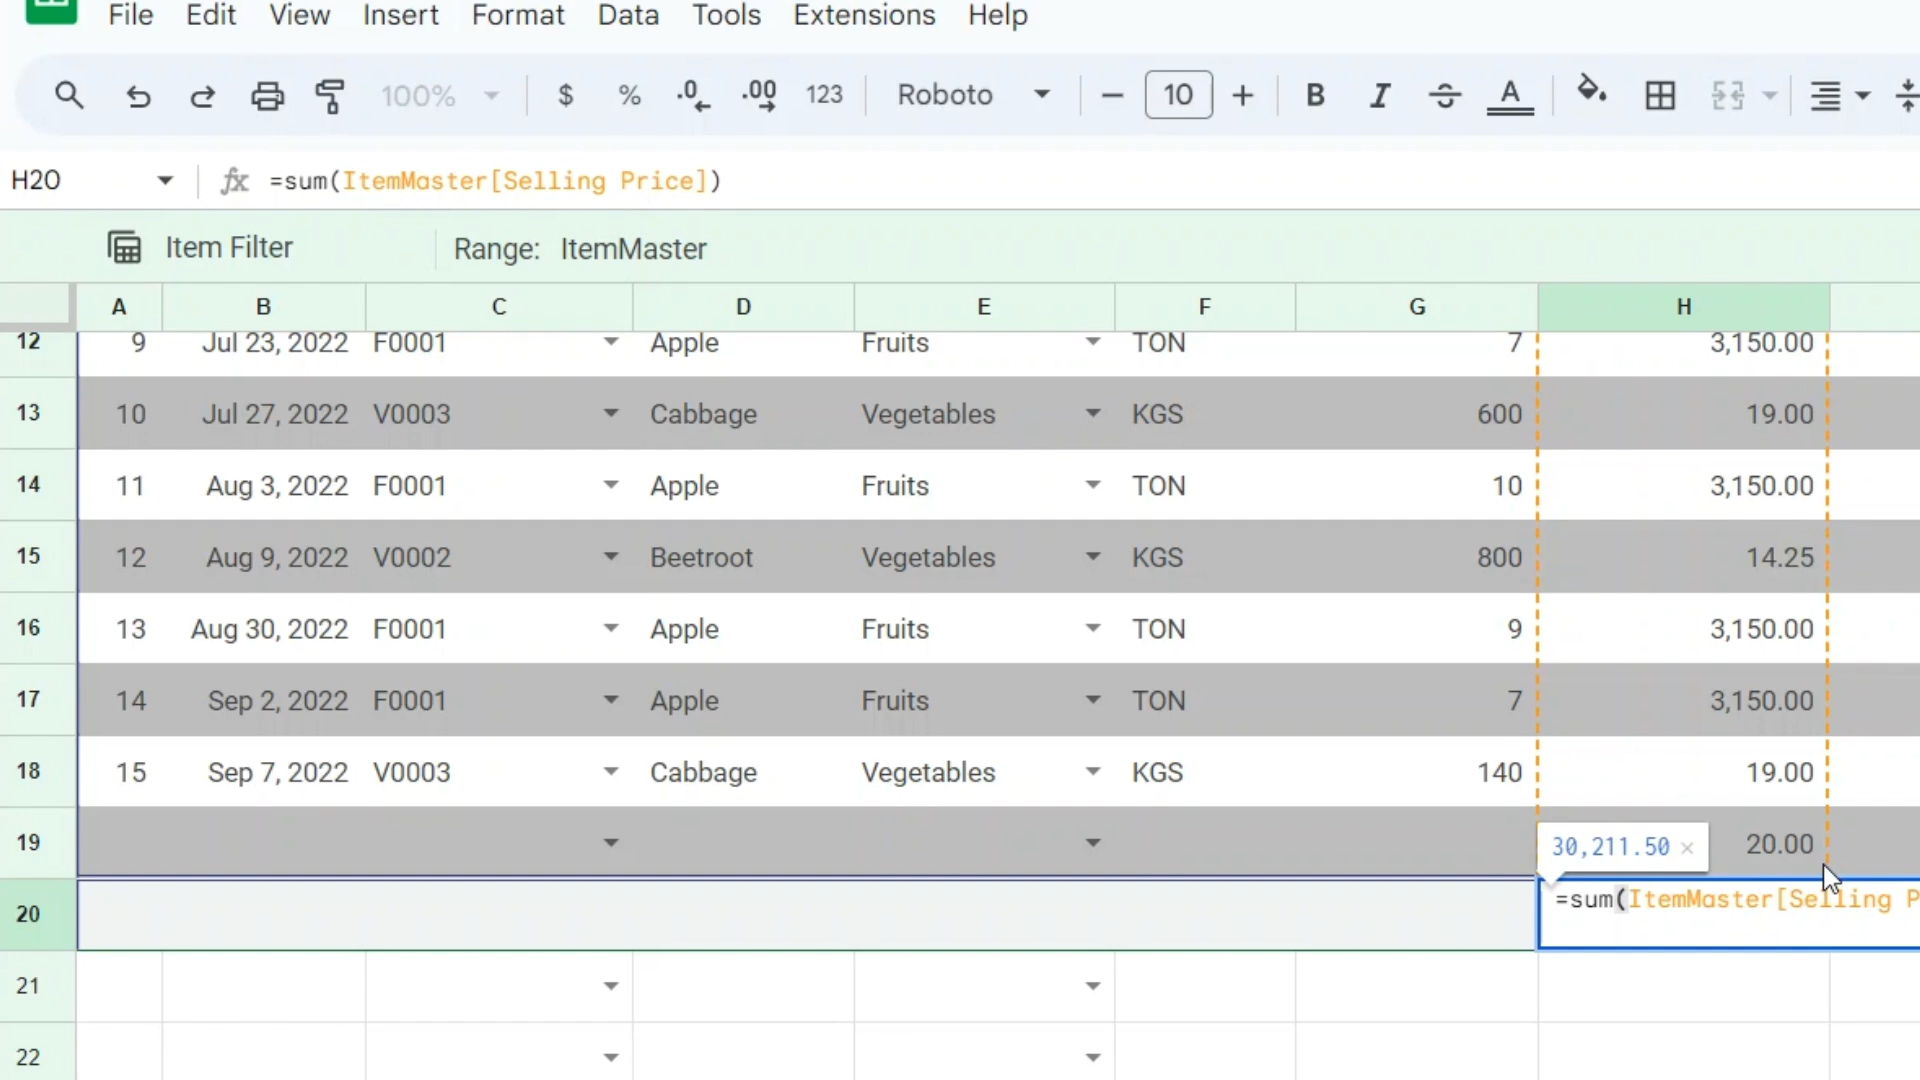 File Edit View Insert Format Data Tools Extensions Help
100% $ % .0 .00 123 Roboto 10 B I A
H20 fx =sum(ItemMaster[Selling Price])
Item Filter Range: ItemMaster
A B C D E F G H
12 9 Jul 23, 2022 F0001 Apple Fruits TON 7 3,150.00
13 10 Jul 27, 2022 V0003 Cabbage Vegetables KGS 600 19.00
14 11 Aug 3, 2022 F0001 Apple Fruits TON 10 3,150.00
15 12 Aug 9, 2022 V0002 Beetroot Vegetables KGS 800 14.25
16 13 Aug 30, 2022 F0001 Apple Fruits TON 9 3,150.00
17 14 Sep 2, 2022 F0001 Apple Fruits TON 7 3,150.00
18 15 Sep 7, 2022 V0003 Cabbage Vegetables KGS 140 19.00
19 30,211.50 × 20.00
20 =sum(ItemMaster[Selling P
21
22